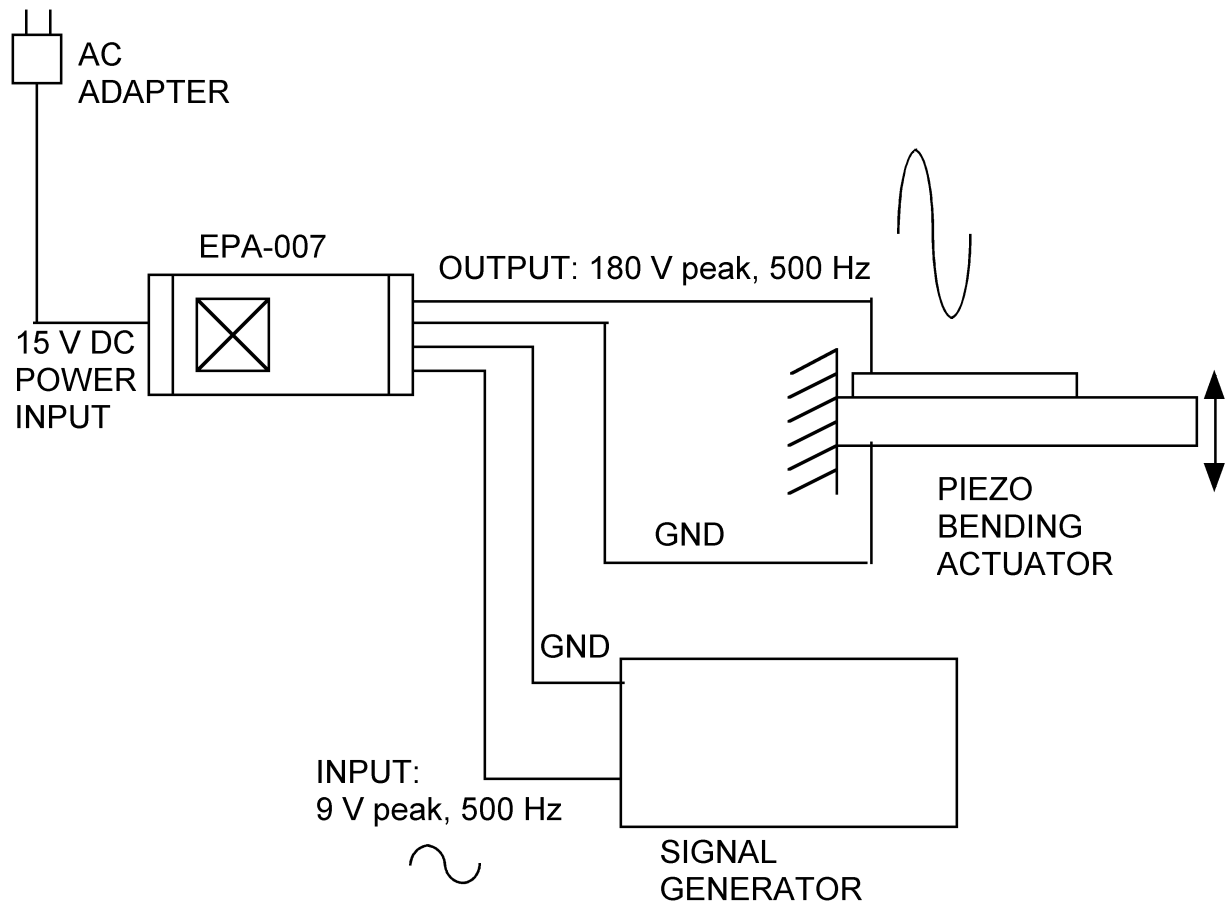 AC
ADAPTER
EPA-007
OUTPUT: 180 V peak, 500 Hz
15 V DC
POWER
INPUT
PIEZO
BENDING
ACTUATOR
GND
GND
INPUT:
9 V peak, 500 Hz
SIGNAL
GENERATOR